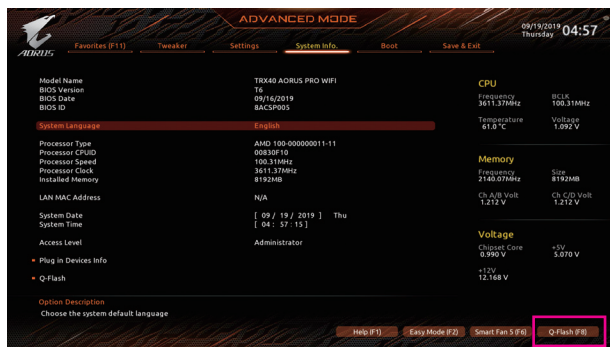 ADVANCED MODE
09/19/2019 Thursday 04:57
AORUS
Favorites (F11) Tweaker Settings System Info. Boot Save & Exit
Model Name TRX40 AORUS PRO WIFI
BIOS Version T6
BIOS Date 09/16/2019
BIOS ID 8ACSP005
System Language English
Processor Type AMD 100-000000011-11
Processor CPUID 00830F10
Processor Speed 100.31MHz
Processor Clock 3611.37MHz
Installed Memory 8192MB
LAN MAC Address N/A
System Date [ 09 / 19 / 2019 ] Thu
System Time [ 04 : 57 : 15 ]
Access Level Administrator
Plug in Devices Info
Q-Flash
Option Description
Choose the system default language
CPU
Frequency BCLK
3611.37MHz 100.31MHz
Temperature Voltage
61.0 °C 1.092 V
Memory
Frequency Size
2140.07MHz 8192MB
Ch A/B Volt Ch C/D Volt
1.212 V 1.212 V
Voltage
Chipset Core +5V
0.990 V 5.070 V
+12V
12.168 V
Help (F1) Easy Mode (F2) Smart Fan 5 (F6) Q-Flash (F8)